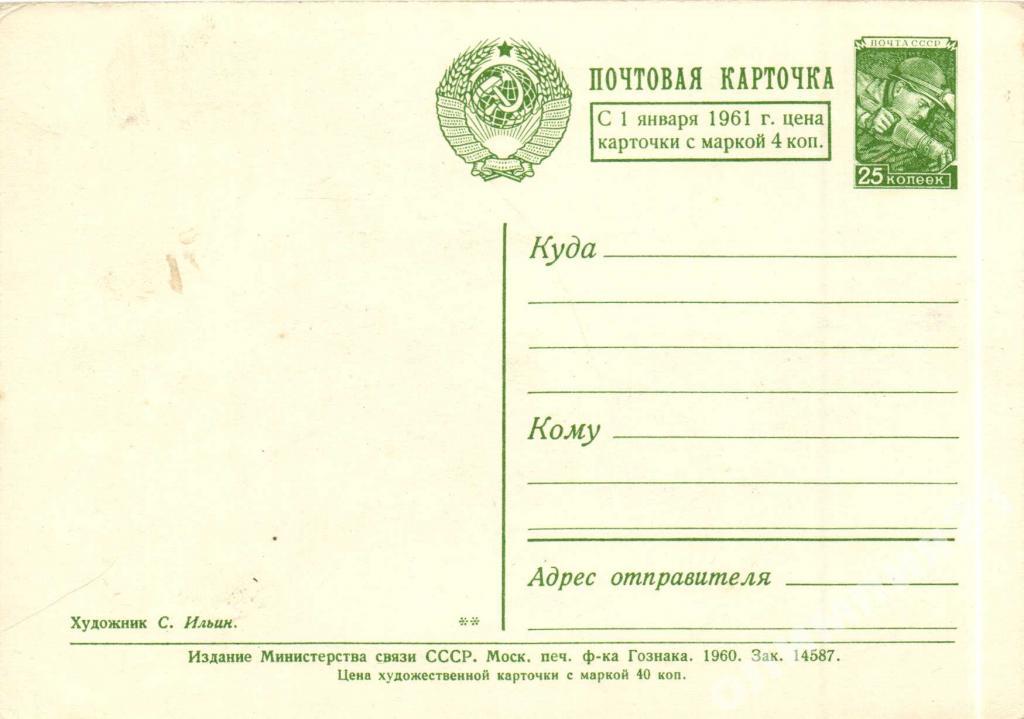 ПОЧТА СССР
ПОЧТОВАЯ КАРТОЧКА
С 1 января 1961 г. цена
карточки с маркой 4 коп.
25 копеек
Куда
Кому
Адрес отправителя
Художник С. Ильин.
**
Издание Министерства связи СССР. Моск. печ. ф-ка Гознака. 1960. Зак. 14587.
Цена художественной карточки с маркой 40 коп.